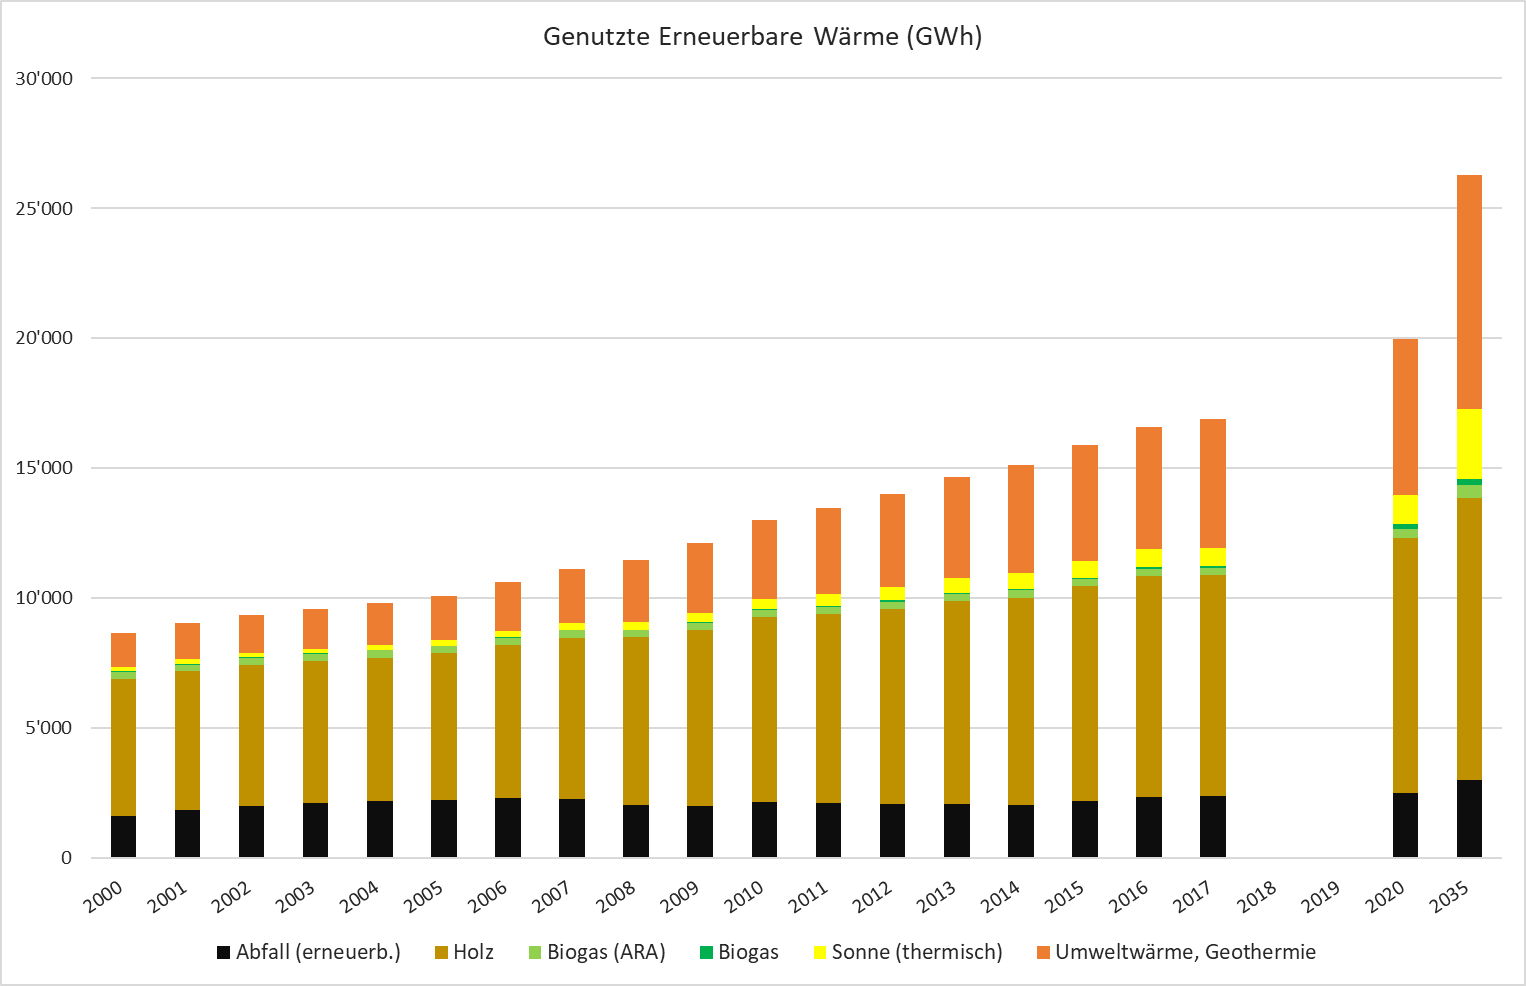 Genutzte Erneuerbare Wärme (GWh)
30'000
25'000
20'000
15'000
10'000
5'000
0
2000 2001 2002 2003 2004 2005 2006 2007 2008 2009 2010 2011 2012 2013 2014 2015 2016 2017 2018 2019 2020 2035
Abfall (erneuerb.) Holz Biogas (ARA) Biogas Sonne (thermisch) Umweltwärme, Geothermie